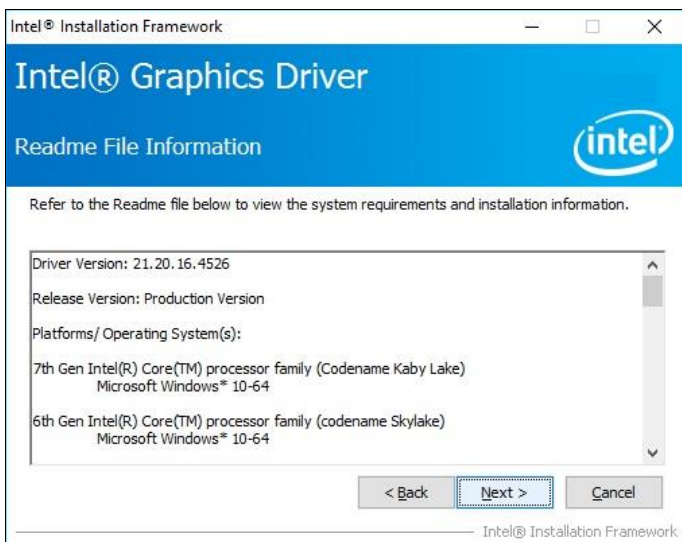 Intel® Installation Framework
Intel® Graphics Driver
Readme File Information
intel
Refer to the Readme file below to view the system requirements and installation information.
Driver Version: 21.20.16.4526
Release Version: Production Version
Platforms/ Operating System(s):
7th Gen Intel(R) Core(TM) processor family (Codename Kaby Lake)
Microsoft Windows* 10-64
6th Gen Intel(R) Core(TM) processor family (codename Skylake)
Microsoft Windows* 10-64
< Back Next > Cancel
Intel® Installation Framework